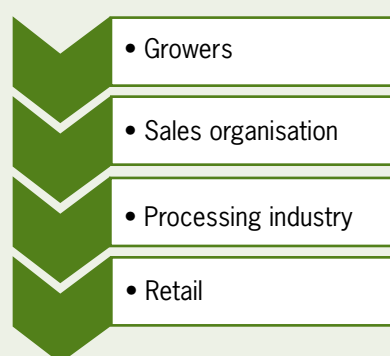 • Growers
• Sales organisation
• Processing industry
• Retail